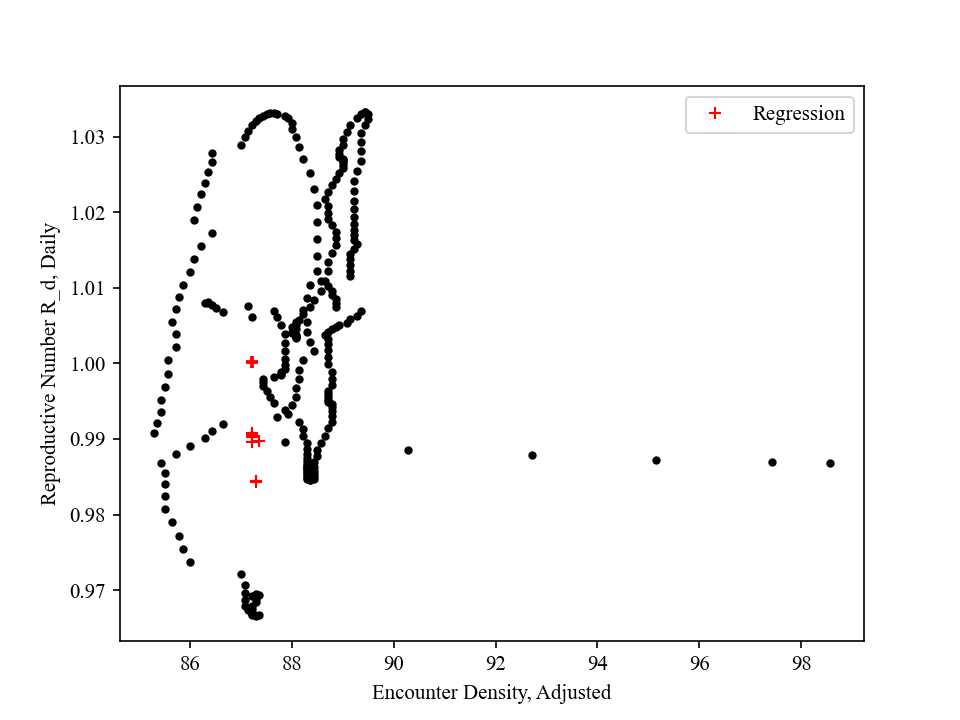 Regression
1.03
1.02
1.01
1.00
0.99
0.98
0.97
Reproductive Number R_d, Daily
86 88 90 92 94 96 98
Encounter Density, Adjusted